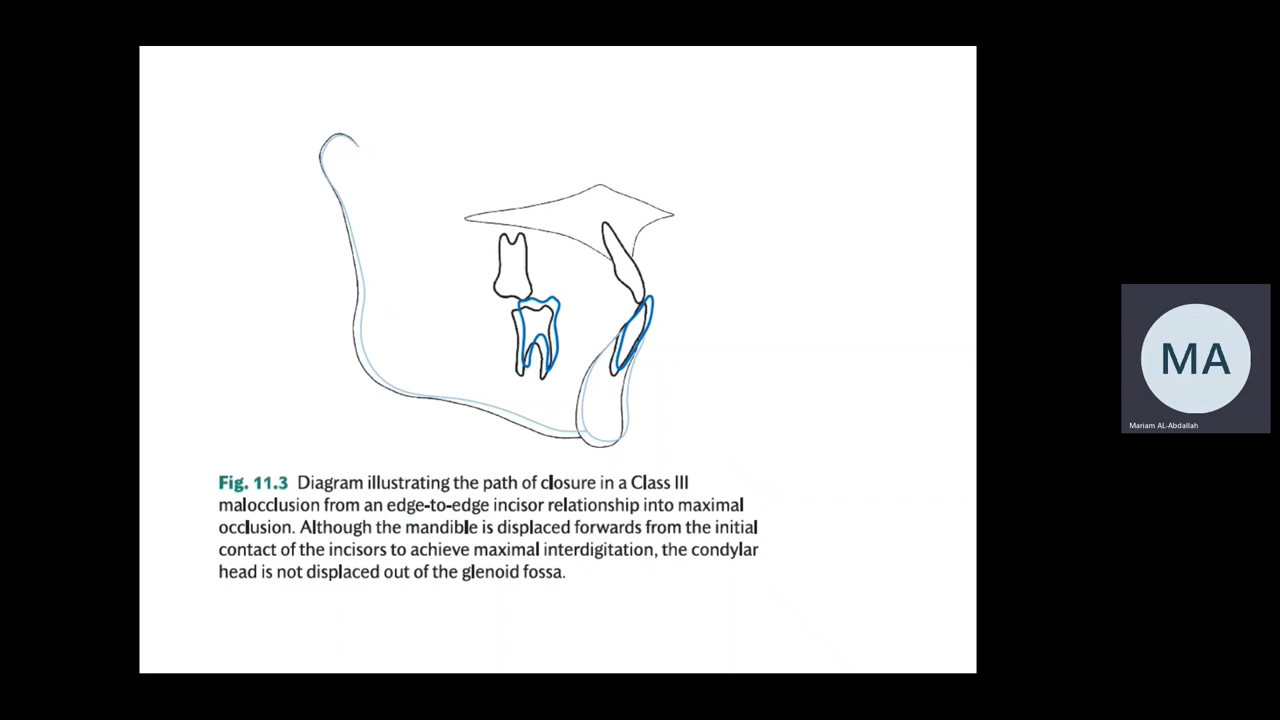 Fig. 11.3 Diagram illustrating the path of closure in a Class III
malocclusion from an edge-to-edge incisor relationship into maximal
occlusion. Although the mandible is displaced forwards from the initial
contact of the incisors to achieve maximal interdigitation, the condylar
head is not displaced out of the glenoid fossa.
MA
Mariam AL-Abdallah